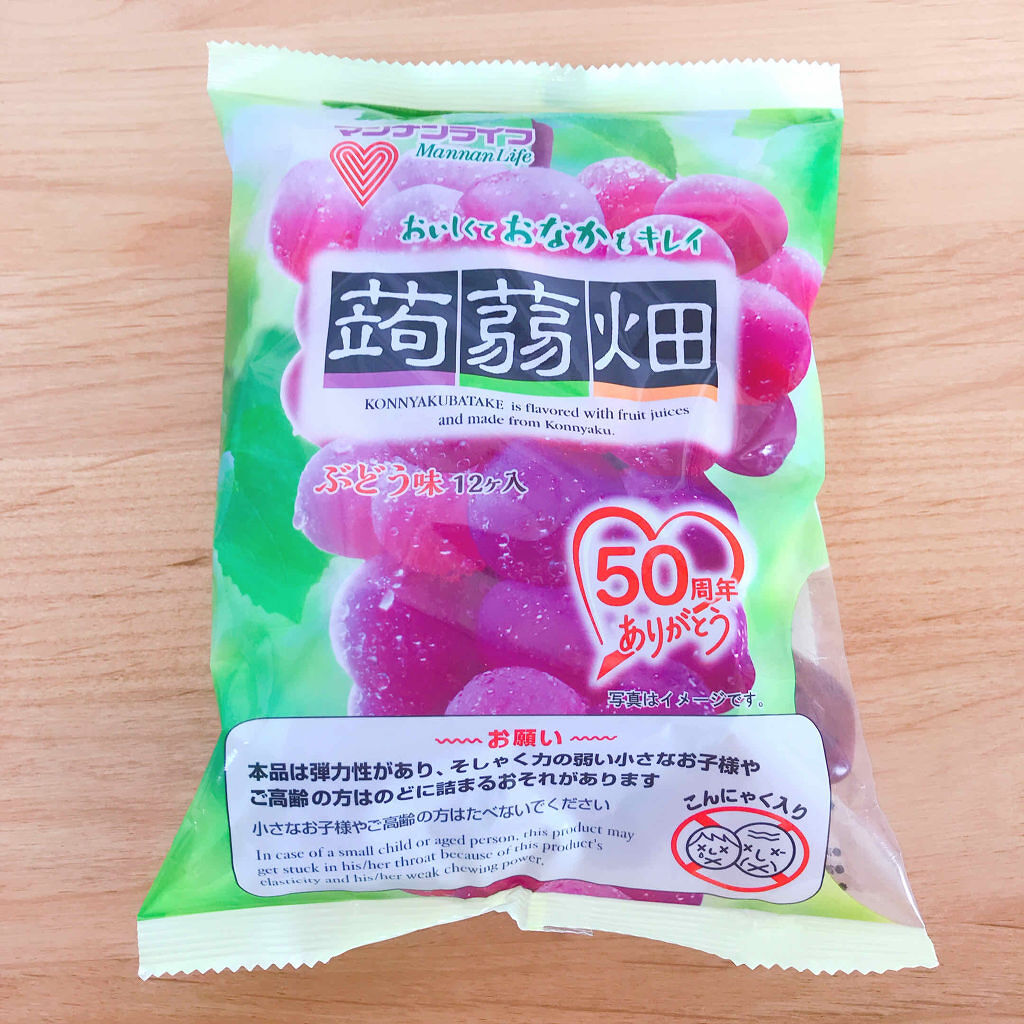 マンナンライフ
Mannan Life
おいしくておなかもキレイ
蒟蒻畑
KONNYAKUBATAKE is flavored with fruit juices
and made from Konnyaku.
ぶどう味 12ヶ入
50周年
ありがとう
写真はイメージです。
お願い
本品は弾力性があり、そしゃく力の弱い小さなお子様や
ご高齢の方はのどに詰まるおそれがあります
小さなお子様やご高齢の方はたべないでください
In case of a small child or aged person, this product may
get stuck in his/her throat because of this product's
elasticity and his/her weak chewing power.
こんにゃく入り